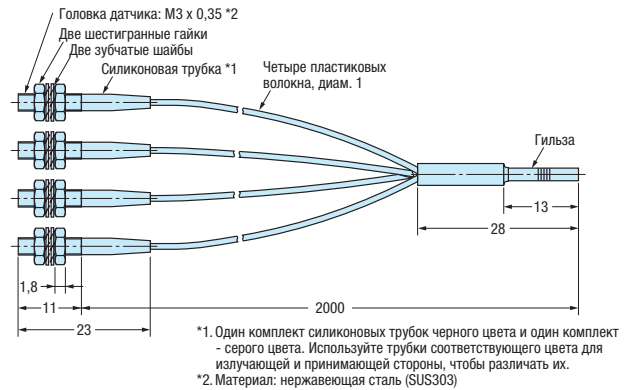 Головка датчика: M3 x 0,35 *2
Две шестигранные гайки
Две зубчатые шайбы
Силиконовая трубка *1
Четыре пластиковых
волокна, диам. 1
Гильза
13
28
1,8
11
2000
23
*1. Один комплект силиконовых трубок черного цвета и один комплект
- серого цвета. Используйте трубки соответствующего цвета для
излучающей и принимающей стороны, чтобы различать их.
*2. Материал: нержавеющая сталь (SUS303)